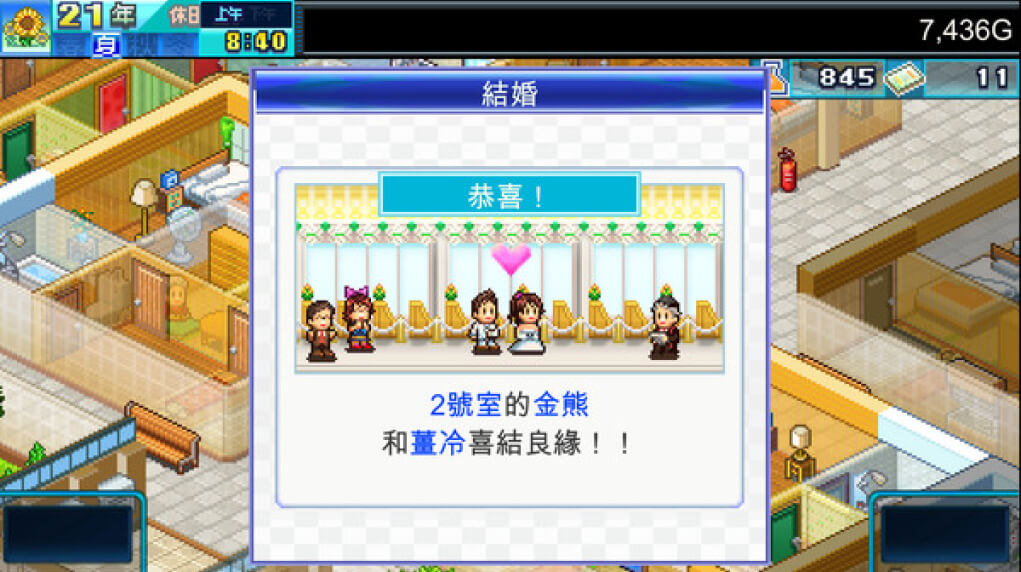 21年
休日
上午 下午
春夏秋冬
8:40
7,436G
845
11
結婚
恭喜！
2號室的金熊
和薑冷喜結良緣！！